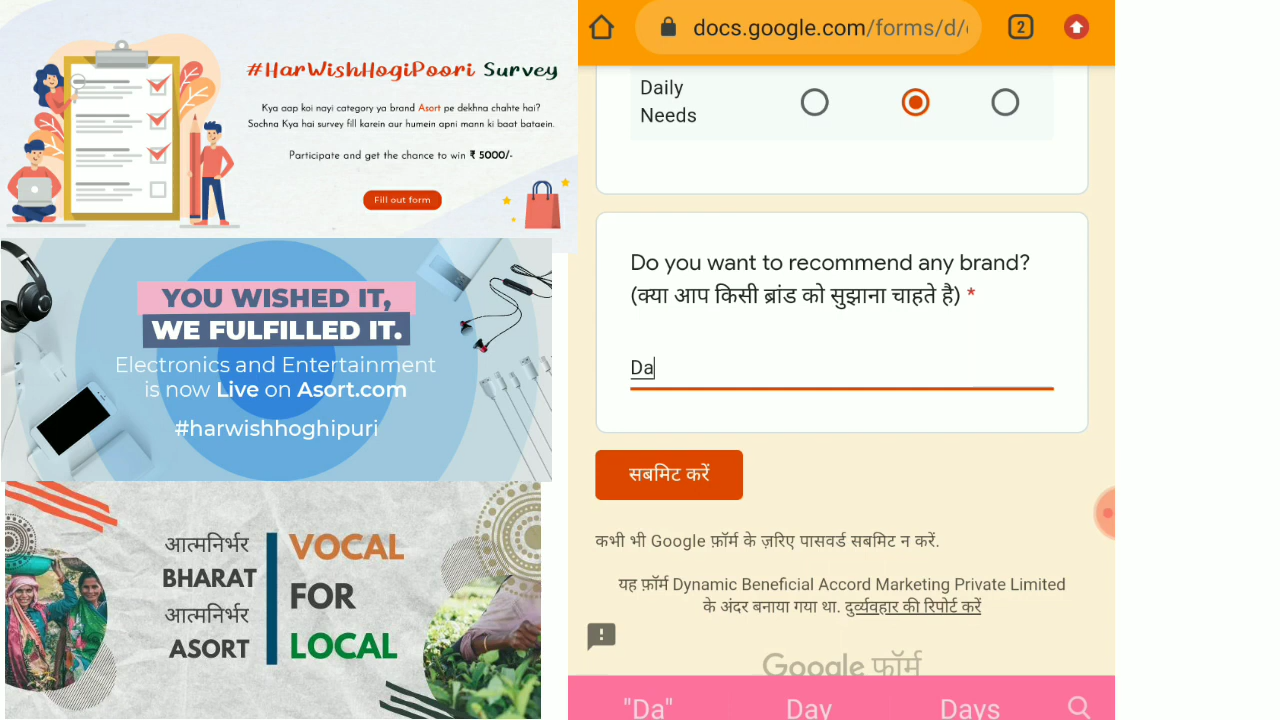 #HarWishHogiPoori Survey
Kya aap koi nayi category ya brand Asort pe dekhna chahte hai?
Sochna Kya hai survey fill karein aur humein apni mann ki baat bataein.
Participate and get the chance to win ₹ 5000/-
Fill out form
YOU WISHED IT,
WE FULFILLED IT.
Electronics and Entertainment
is now Live on Asort.com
#harwishhoghipuri
आत्मनिर्भर
BHARAT
आत्मनिर्भर
ASORT
VOCAL
FOR
LOCAL
docs.google.com/forms/d/
2
Daily
Needs
Do you want to recommend any brand?
(क्या आप किसी ब्रांड को सुझाना चाहते है) *
Da
सबमिट करें
कभी भी Google फ़ॉर्म के ज़रिए पासवर्ड सबमिट न करें.
यह फ़ॉर्म Dynamic Beneficial Accord Marketing Private Limited
के अंदर बनाया गया था. दुर्व्यवहार की रिपोर्ट करें
Google फॉर्म
"Da" Day Days